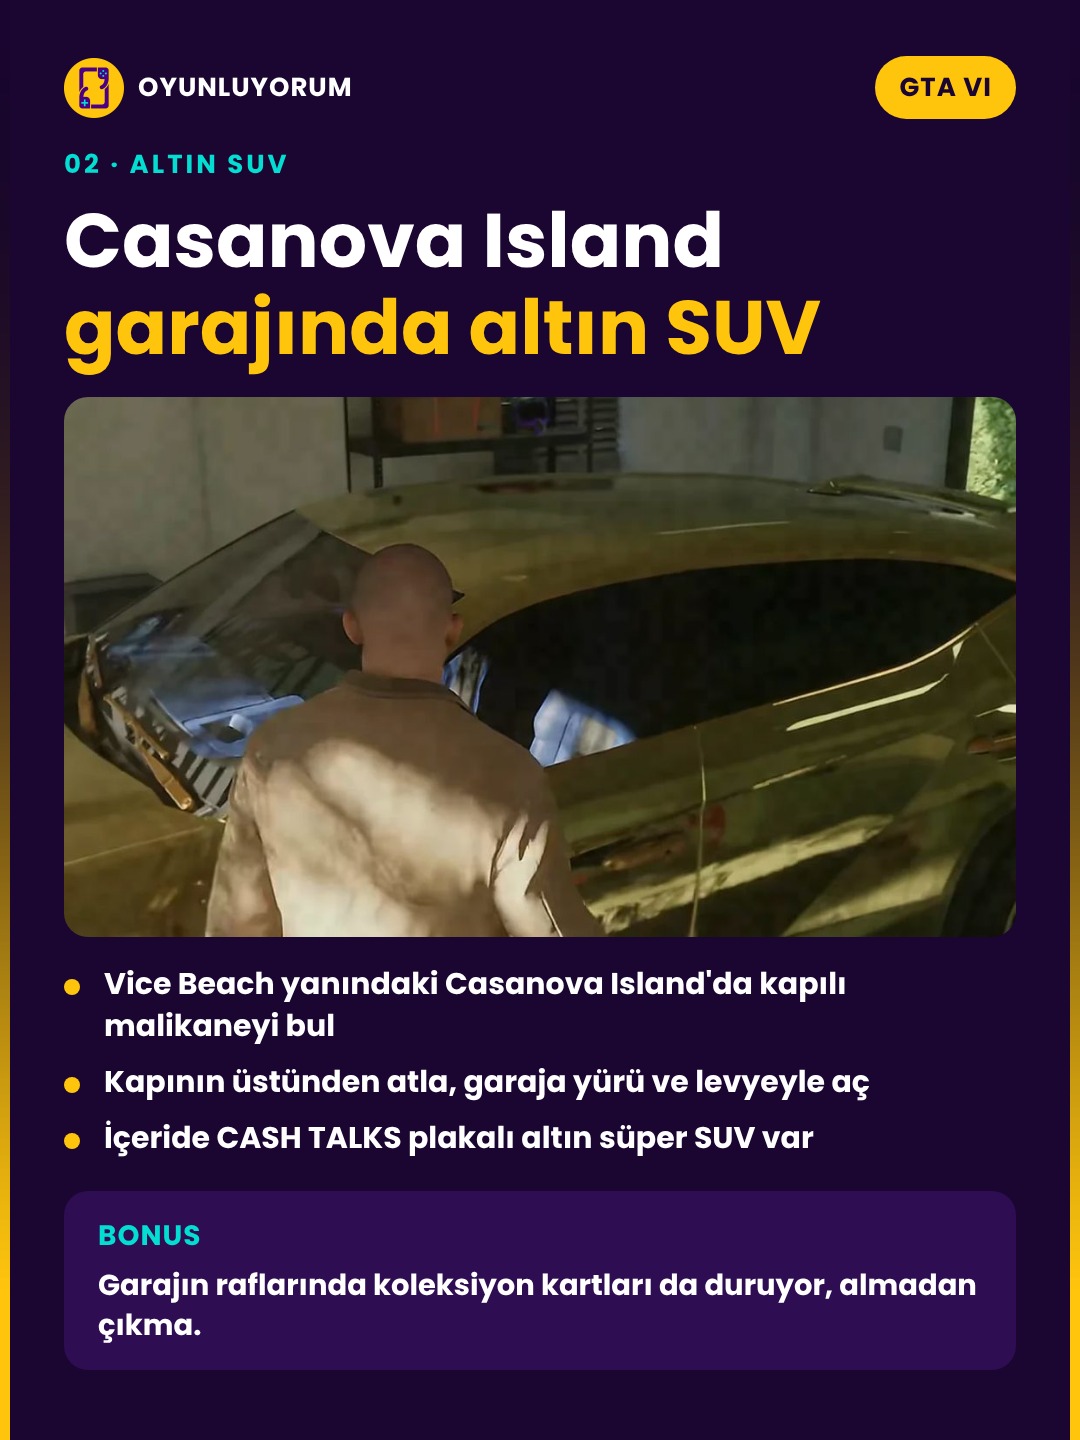 OYUNLUYORUM
GTA VI
02 · ALTIN SUV
Casanova Island
garajında altın SUV
Vice Beach yanındaki Casanova Island'da kapılı
malikaneyi bul
Kapının üstünden atla, garaja yürü ve levyeyle aç
İçeride CASH TALKS plakalı altın süper SUV var
BONUS
Garajın raflarında koleksiyon kartları da duruyor, almadan
çıkma.